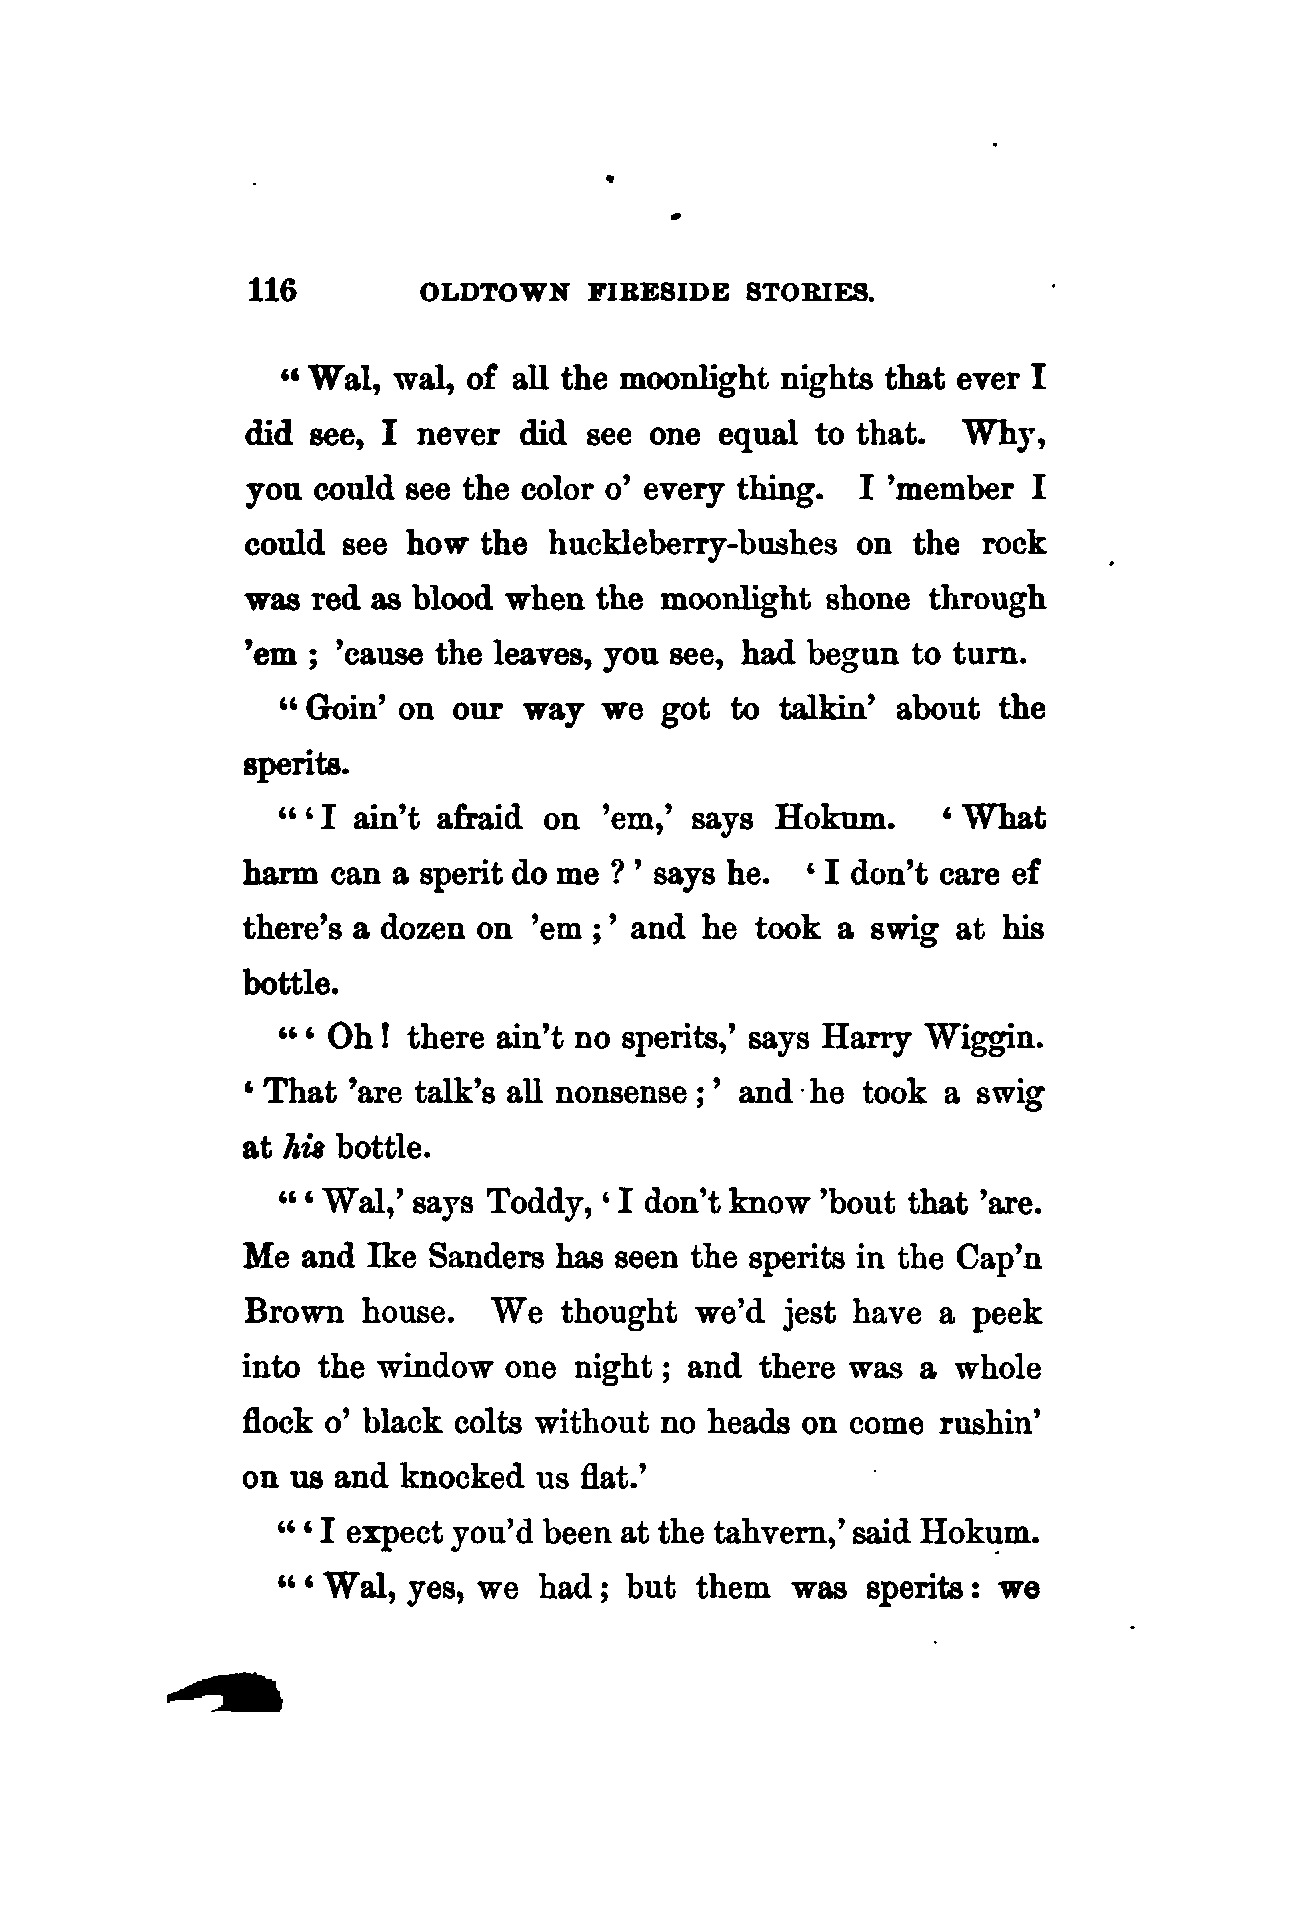 116 OLDTOWN FIRESIDE STORIES.
“ Wal, wal, of all the moonlight nights that ever I
did see, I never did see one equal to that. Why,
you could see the color o’ every thing. I ’member I
could see how the huckleberry-bushes on the rock
was red as blood when the moonlight shone through
’em ; ’cause the leaves, you see, had begun to turn.
“ Goin’ on our way we got to talkin’ about the
sperits.
“ ‘ I ain’t afraid on ’em,’ says Hokum. ‘ What
harm can a sperit do me ? ’ says he. ‘ I don’t care ef
there’s a dozen on ’em ; ’ and he took a swig at his
bottle.
“ ‘ Oh ! there ain’t no sperits,’ says Harry Wiggin.
‘ That ’are talk’s all nonsense ; ’ and he took a swig
at his bottle.
“ ‘ Wal,’ says Toddy, ‘ I don’t know ’bout that ’are.
Me and Ike Sanders has seen the sperits in the Cap’n
Brown house. We thought we’d jest have a peek
into the window one night ; and there was a whole
flock o’ black colts without no heads on come rushin’
on us and knocked us flat.’
“ ‘ I expect you’d been at the tahvern,’ said Hokum.
“ ‘ Wal, yes, we had ; but them was sperits : we